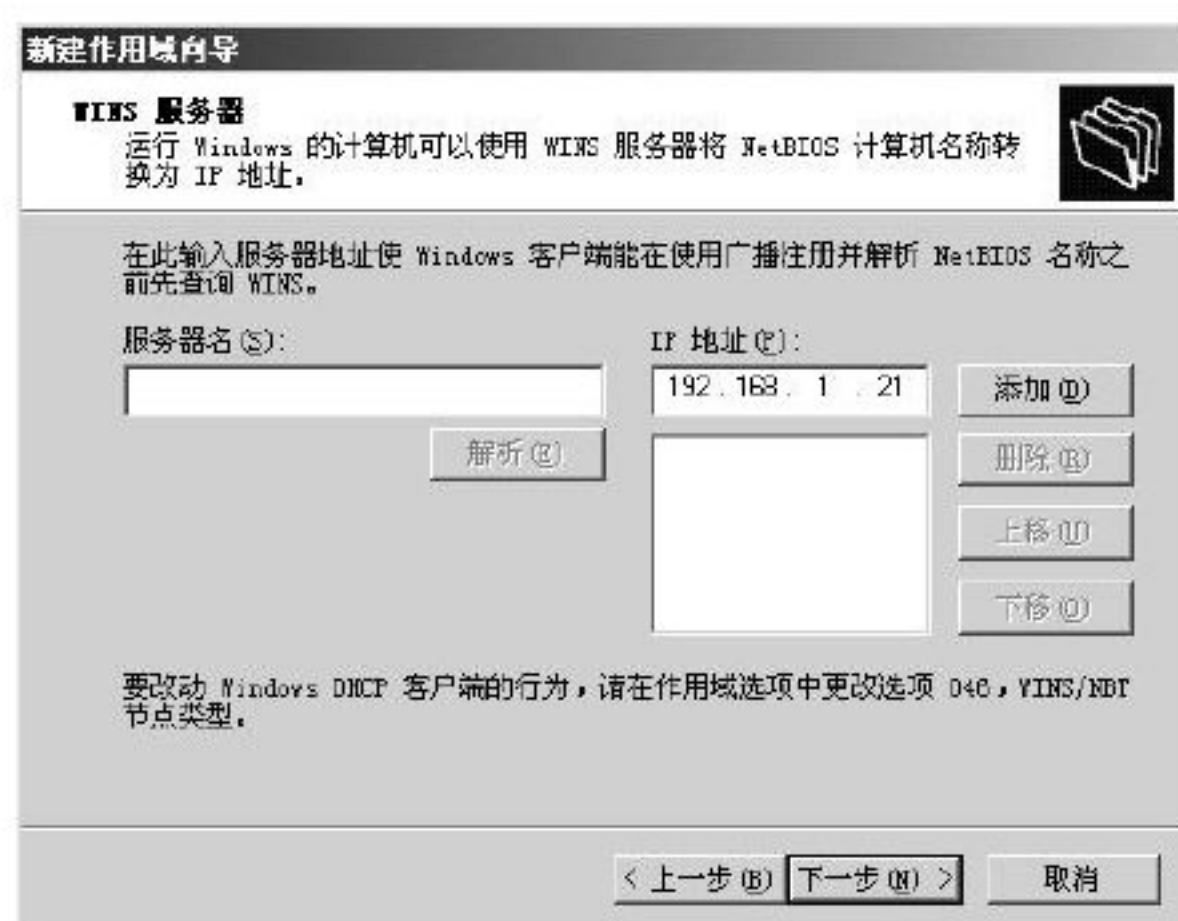 新建作用域向导
WINS 服务器
运行 Windows 的计算机可以使用 WINS 服务器将 NetBIOS 计算机名称转
换为 IP 地址。
在此输入服务器地址使 Windows 客户端能在使用广播注册并解析 NetBIOS 名称之
前先查询 WINS。
服务器名(S):
IP 地址(P):
192 . 168 . 1 . 21
添加(D)
解析(E)
删除(R)
上移(U)
下移(O)
要改动 Windows DHCP 客户端的行为，请在作用域选项中更改选项 046，WINS/NBT
节点类型。
< 上一步(B)
下一步(N) >
取消